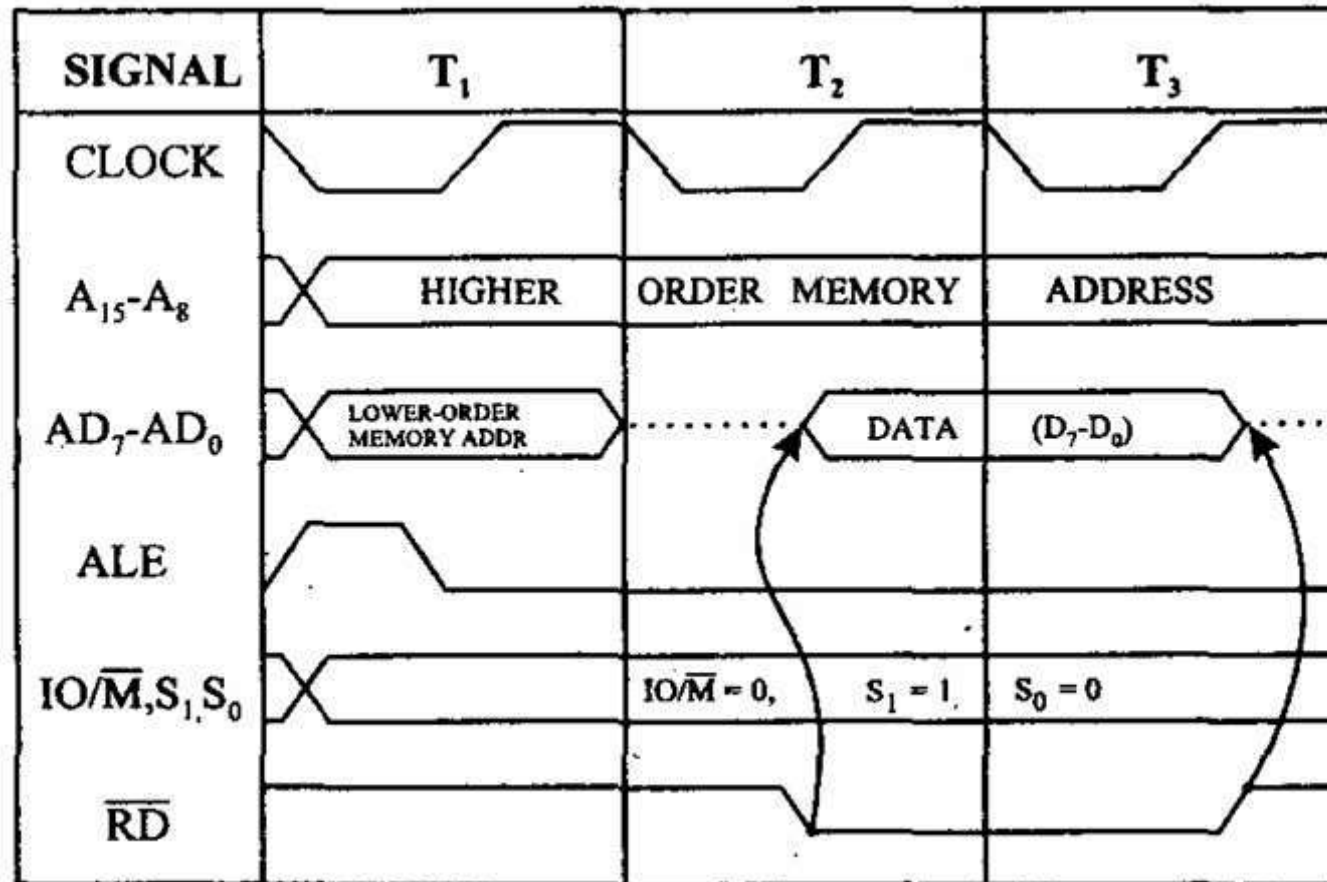 SIGNAL T₁ T₂ T₃
CLOCK
A₁₅-A₈ HIGHER ORDER MEMORY ADDRESS
AD₇-AD₀ LOWER-ORDER MEMORY ADDR DATA (D₇-D₀)
ALE
IO/M̅,S₁,S₀ IO/M̅ = 0, S₁ = 1 S₀ = 0
R̅D̅